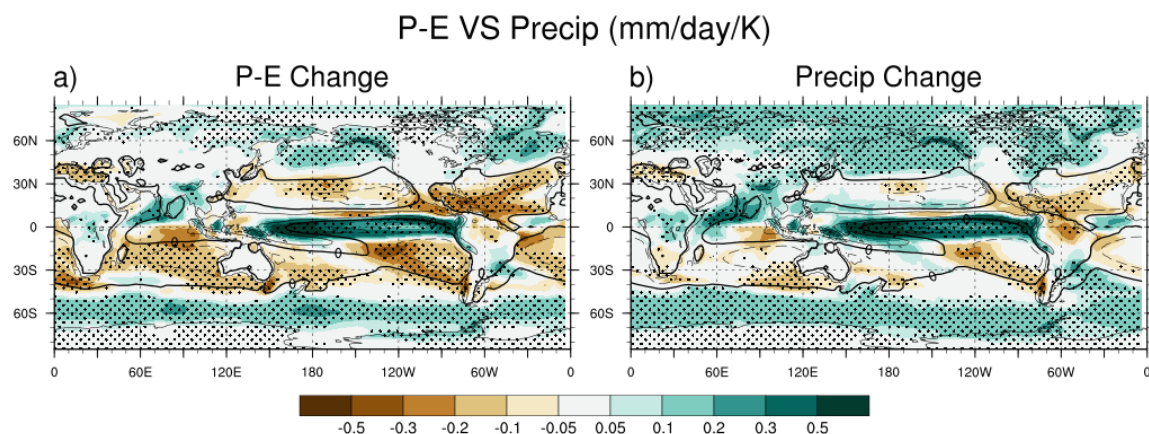 P-E VS Precip (mm/day/K)
a) P-E Change
b) Precip Change
60N 60N
30N 30N
0 0
30S 30S
60S 60S
0 60E 120E 180 120W 60W 0 0 60E 120E 180 120W 60W 0
-0.5 -0.3 -0.2 -0.1 -0.05 0.05 0.1 0.2 0.3 0.5